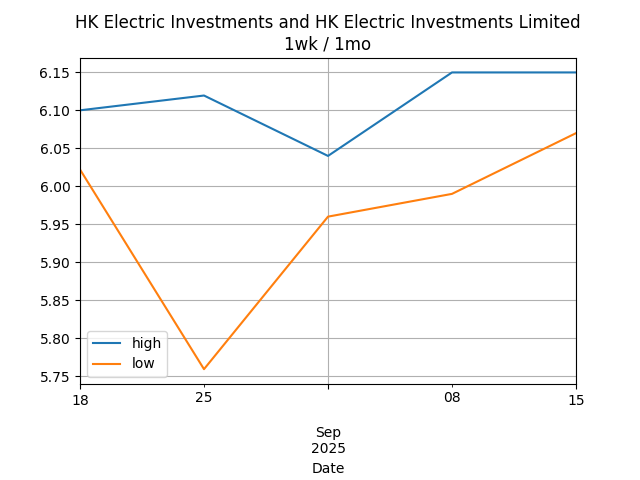 HK Electric Investments and HK Electric Investments Limited
1wk / 1mo
6.15
6.10
6.05
6.00
5.95
5.90
5.85
5.80
5.75
high
low
18
25
08
15
Sep
2025
Date